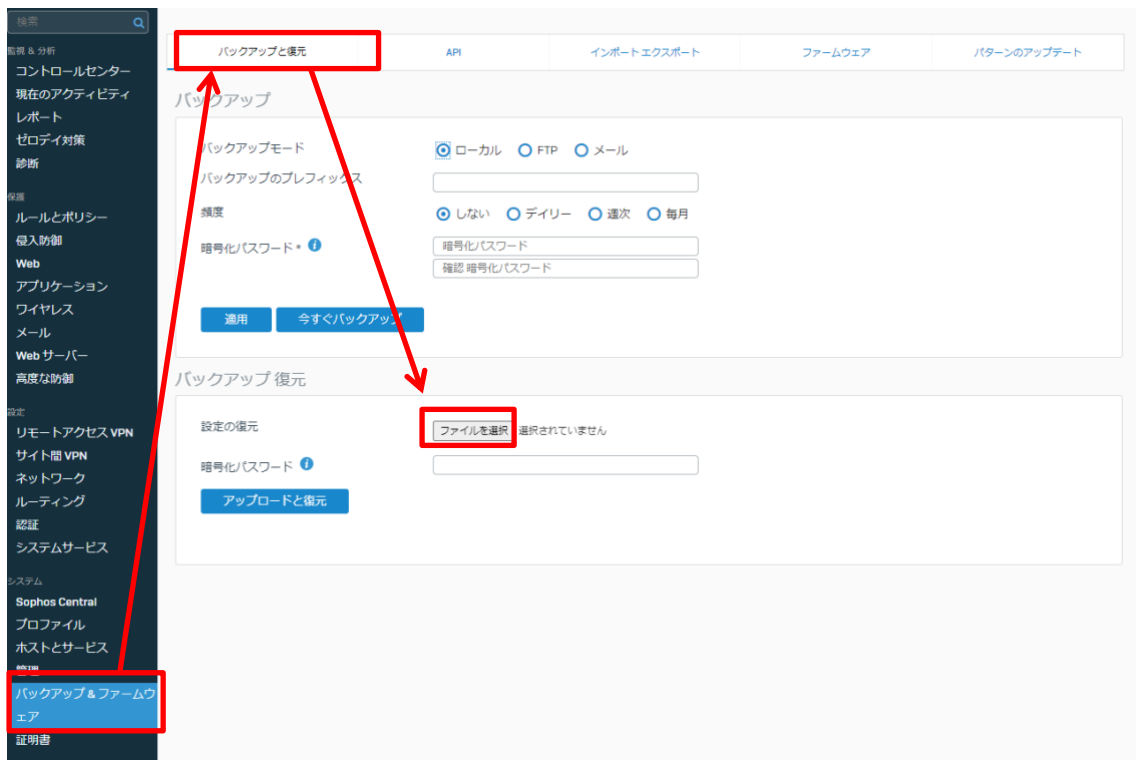 検索
監視 & 分析
コントロールセンター
現在のアクティビティ
レポート
ゼロデイ対策
診断
保護
ルールとポリシー
侵入防御
Web
アプリケーション
ワイヤレス
メール
Web サーバー
高度な防御
設定
リモートアクセス VPN
サイト間 VPN
ネットワーク
ルーティング
認証
システムサービス
システム
Sophos Central
プロファイル
ホストとサービス
管理
バックアップ & ファームウ
ェア
証明書
バックアップと復元
API
インポート エクスポート
ファームウェア
パターンのアップデート
バックアップ
バックアップモード
ローカル FTP メール
バックアップのプレフィックス
頻度
しない デイリー 週次 毎月
暗号化パスワード *
暗号化パスワード
確認 暗号化パスワード
適用 今すぐバックアップ
バックアップ 復元
設定の復元
ファイルを選択 選択されていません
暗号化パスワード
アップロードと復元